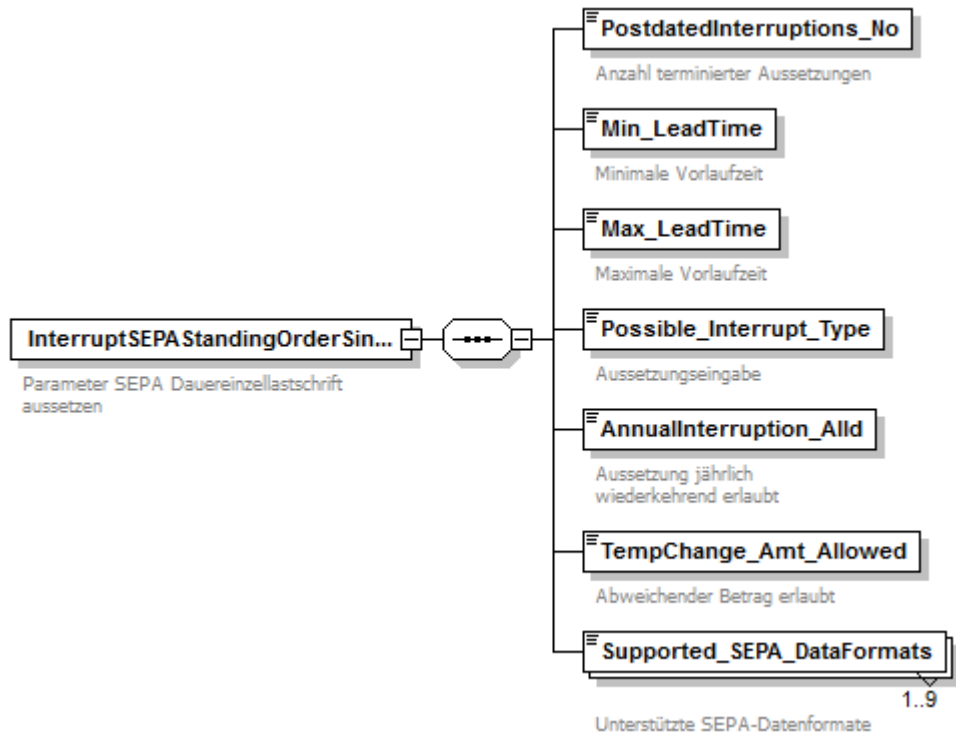 PostdatedInterruptions_No
Anzahl terminierter Aussetzungen
Min_LeadTime
Minimale Vorlaufzeit
Max_LeadTime
Maximale Vorlaufzeit
InterruptSEPAStandingOrderSin...
Parameter SEPA Dauereinzellastschrift
aussetzen
Possible_Interrupt_Type
Aussetzungseingabe
AnnualInterruption_Alld
Aussetzung jährlich
wiederkehrend erlaubt
TempChange_Amt_Allowed
Abweichender Betrag erlaubt
Supported_SEPA_DataFormats
1..9
Unterstützte SEPA-Datenformate